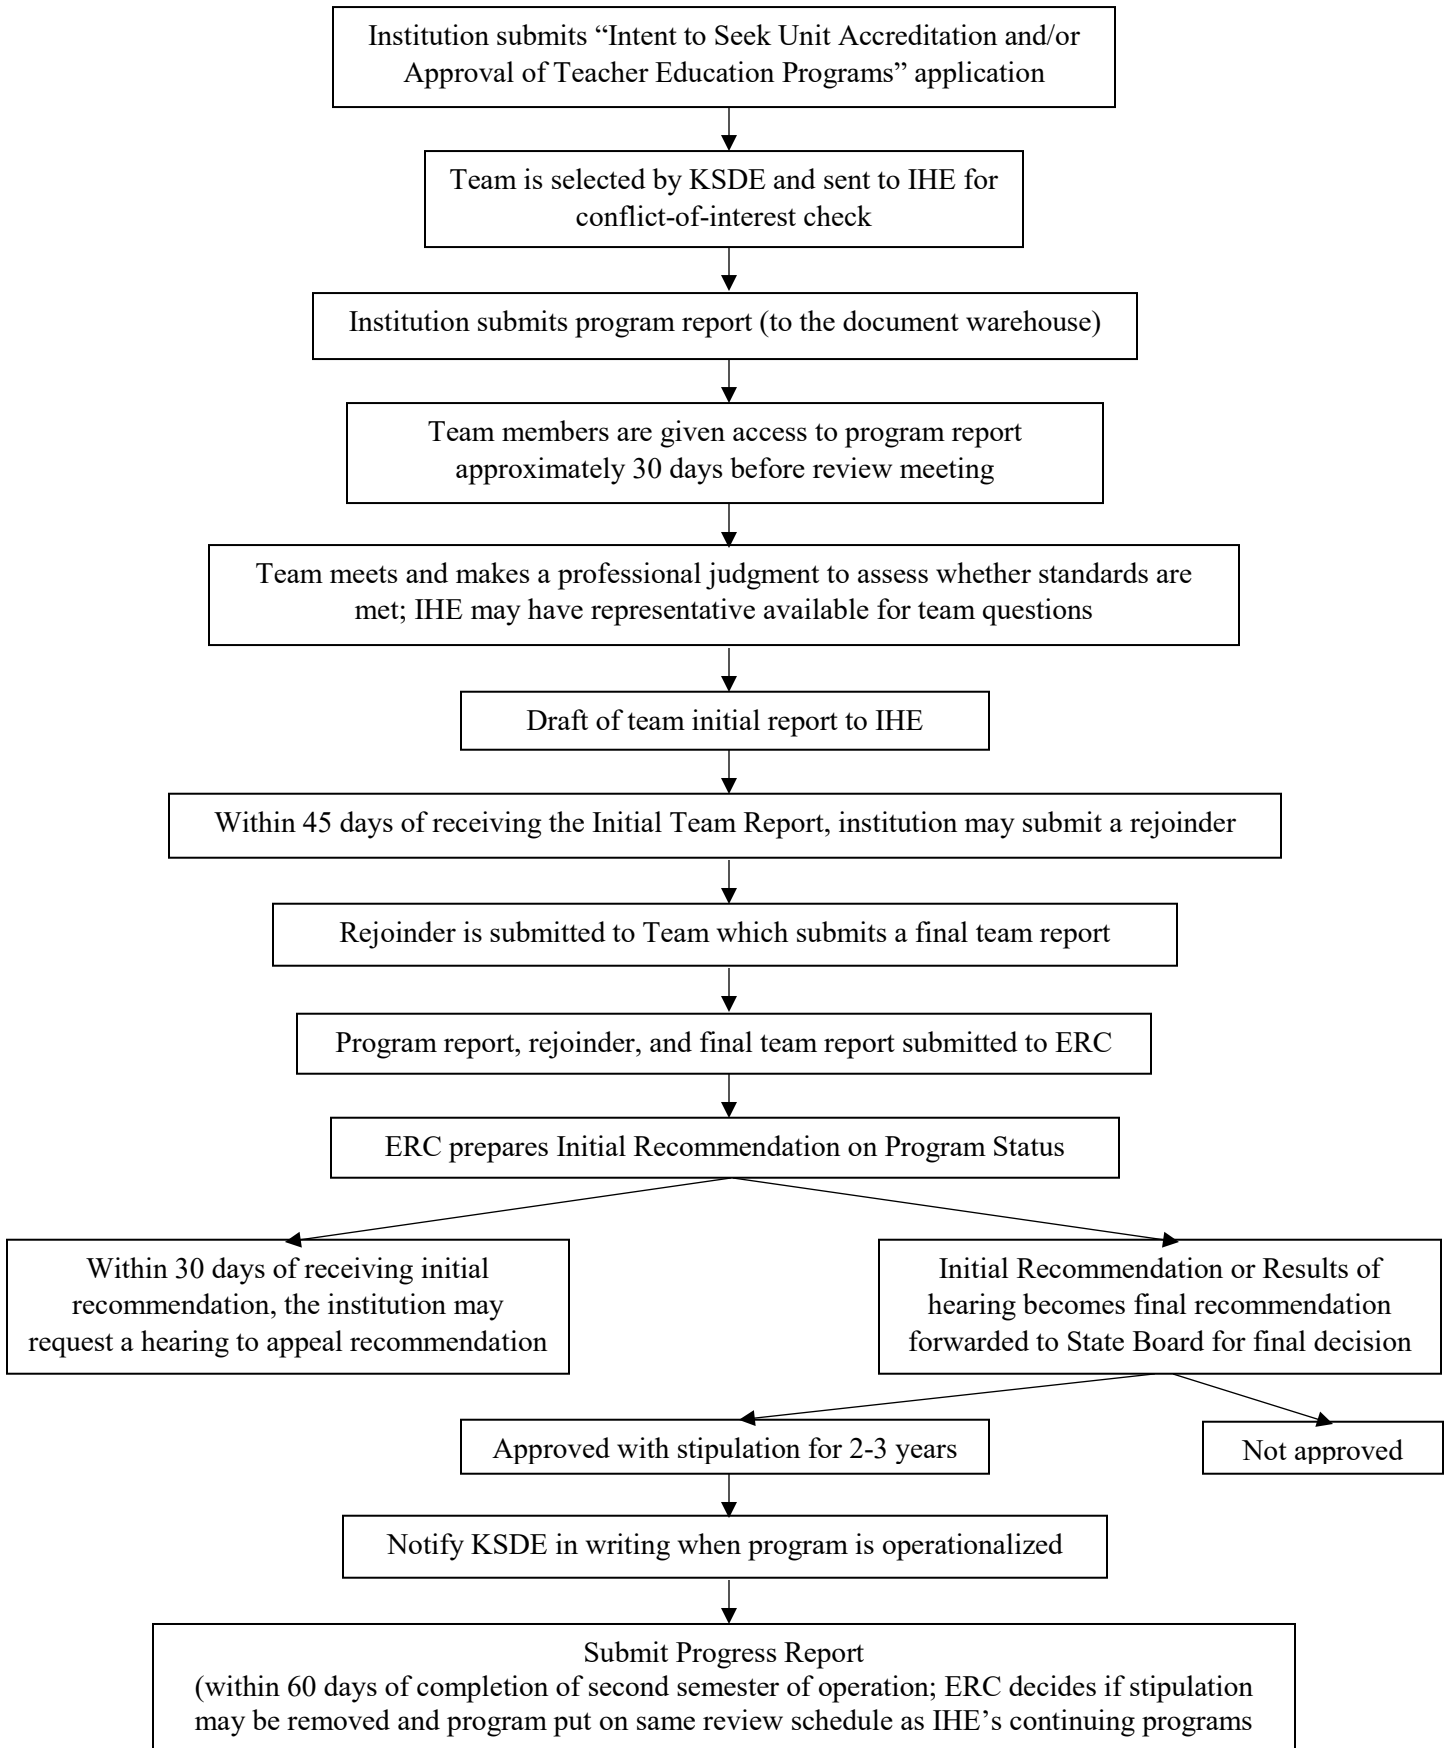 Institution submits “Intent to Seek Unit Accreditation and/or
Approval of Teacher Education Programs” application
Team is selected by KSDE and sent to IHE for
conflict-of-interest check
Institution submits program report (to the document warehouse)
Team members are given access to program report
approximately 30 days before review meeting
Team meets and makes a professional judgment to assess whether standards are
met; IHE may have representative available for team questions
Draft of team initial report to IHE
Within 45 days of receiving the Initial Team Report, institution may submit a rejoinder
Rejoinder is submitted to Team which submits a final team report
Program report, rejoinder, and final team report submitted to ERC
ERC prepares Initial Recommendation on Program Status
Within 30 days of receiving initial
recommendation, the institution may
request a hearing to appeal recommendation
Initial Recommendation or Results of
hearing becomes final recommendation
forwarded to State Board for final decision
Approved with stipulation for 2-3 years
Not approved
Notify KSDE in writing when program is operationalized
Submit Progress Report
(within 60 days of completion of second semester of operation; ERC decides if stipulation
may be removed and program put on same review schedule as IHE’s continuing programs